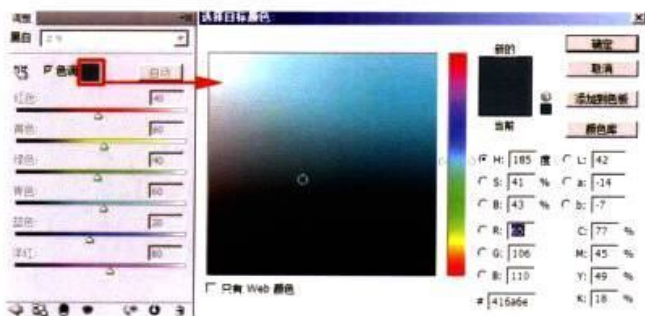 调整
选择目标颜色
黑白
色调
自动
红色:
40
黄色:
60
绿色:
40
青色:
60
蓝色:
20
洋红:
80
新的
当前
确定
取消
添加到色板
颜色库
H: 185 度
S: 41 %
B: 43 %
R: 65
G: 106
B: 110
# 416a6e
L: 42
a: -14
b: -7
C: 77 %
M: 45 %
Y: 49 %
K: 18 %
只有 Web 颜色